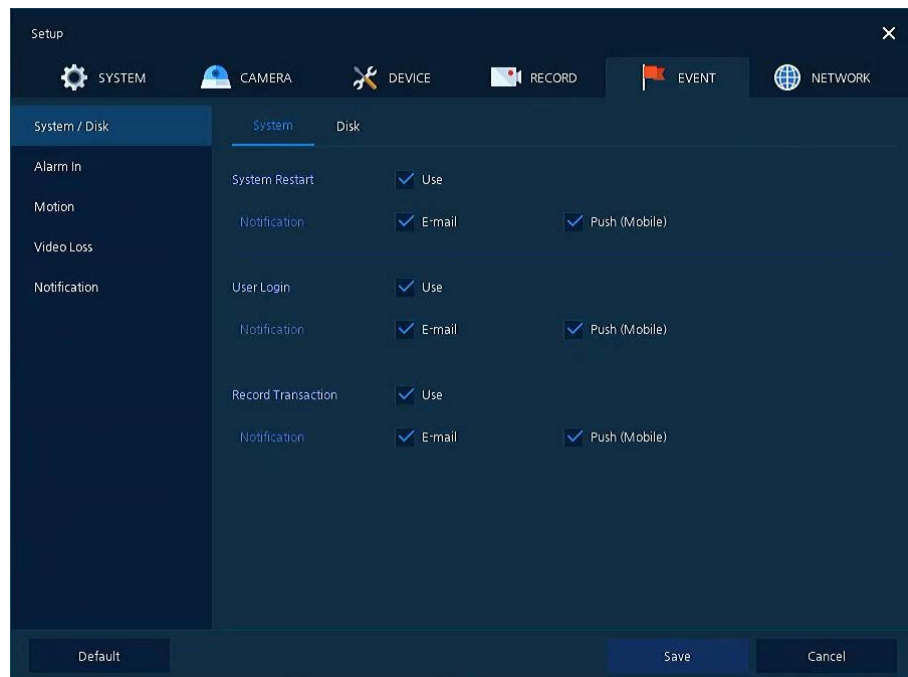 Setup
SYSTEM CAMERA DEVICE RECORD EVENT NETWORK
System / Disk
Alarm In
Motion
Video Loss
Notification
System Disk
System Restart Use
Notification E-mail Push (Mobile)
User Login Use
Notification E-mail Push (Mobile)
Record Transaction Use
Notification E-mail Push (Mobile)
Default Save Cancel